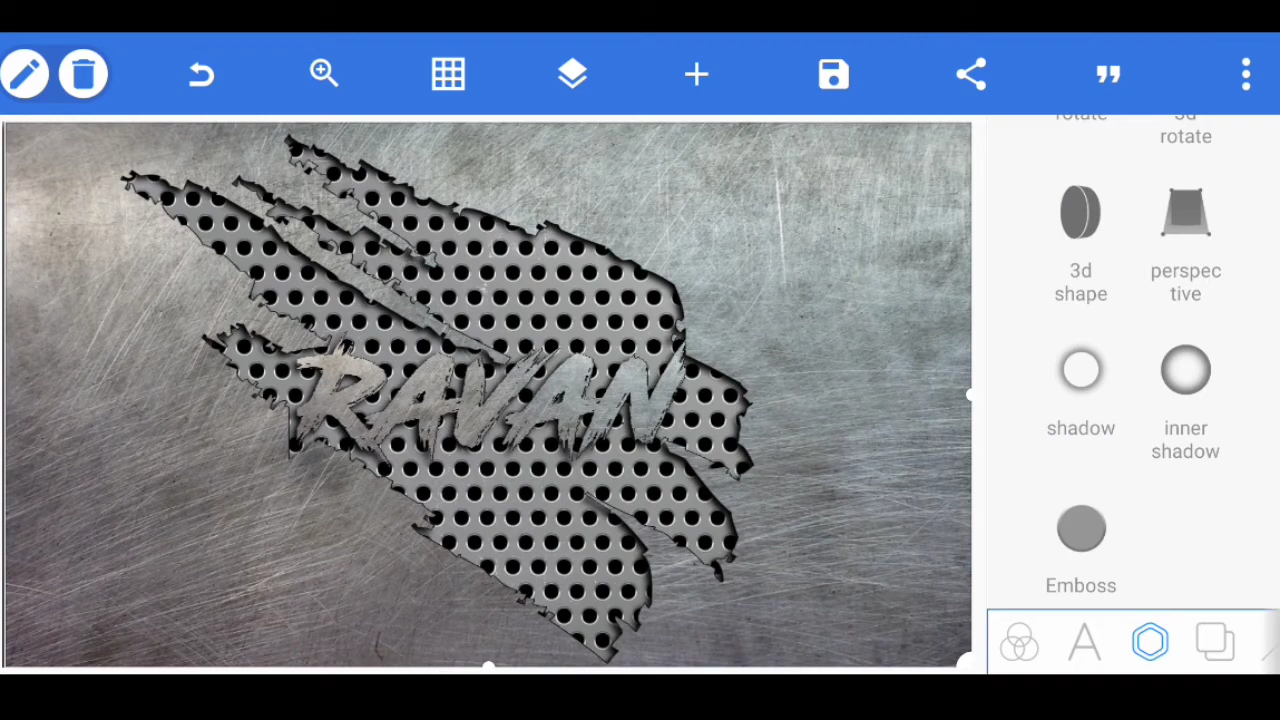 rotate
3d
rotate
3d
shape
perspec
tive
shadow
inner
shadow
Emboss
RAVAN